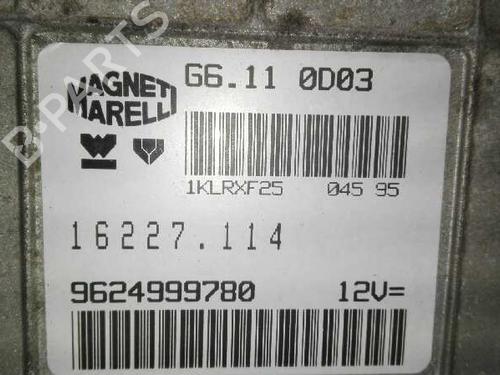 MAGNETI
MARELLI
G6.11 0D03
1KLRXF25 045 95
16227.114
9624999780 12V=
B-PARTS